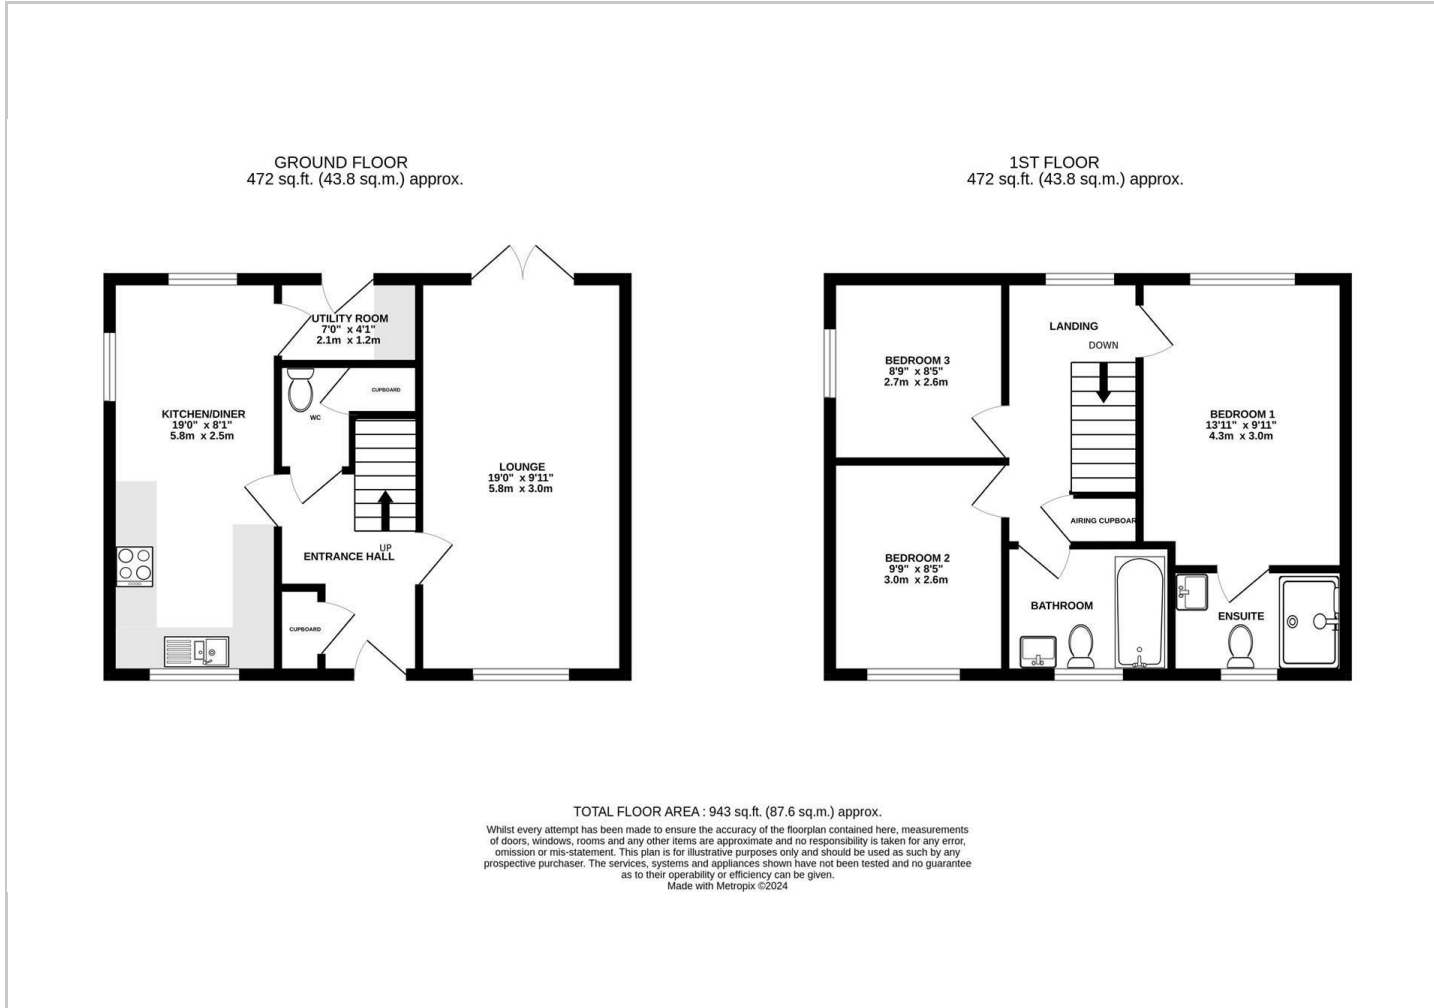 GROUND FLOOR
472 sq.ft. (43.8 sq.m.) approx.
UTILITY ROOM
7'0" x 4'1"
2.1m x 1.2m
CUPBOARD
WC
KITCHEN/DINER
19'0" x 8'1"
5.8m x 2.5m
LOUNGE
19'0" x 9'11"
5.8m x 3.0m
UP
ENTRANCE HALL
CUPBOARD
1ST FLOOR
472 sq.ft. (43.8 sq.m.) approx.
LANDING
DOWN
BEDROOM 3
8'9" x 8'5"
2.7m x 2.6m
BEDROOM 1
13'11" x 9'11"
4.3m x 3.0m
AIRING CUPBOAR
BEDROOM 2
9'9" x 8'5"
3.0m x 2.6m
BATHROOM
ENSUITE
TOTAL FLOOR AREA : 943 sq.ft. (87.6 sq.m.) approx.
Whilst every attempt has been made to ensure the accuracy of the floorplan contained here, measurements
of doors, windows, rooms and any other items are approximate and no responsibility is taken for any error,
omission or mis-statement. This plan is for illustrative purposes only and should be used as such by any
prospective purchaser. The services, systems and appliances shown have not been tested and no guarantee
as to their operability or efficiency can be given.
Made with Metropix ©2024